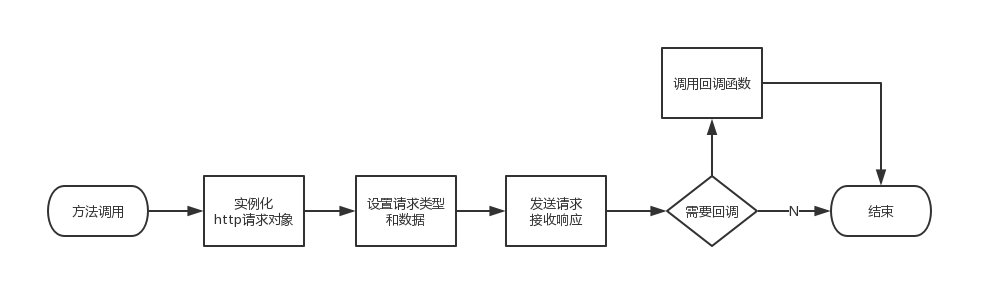 调用回调函数
方法调用
实例化
http请求对象
设置请求类型
和数据
发送请求
接收响应
需要回调
N
结束